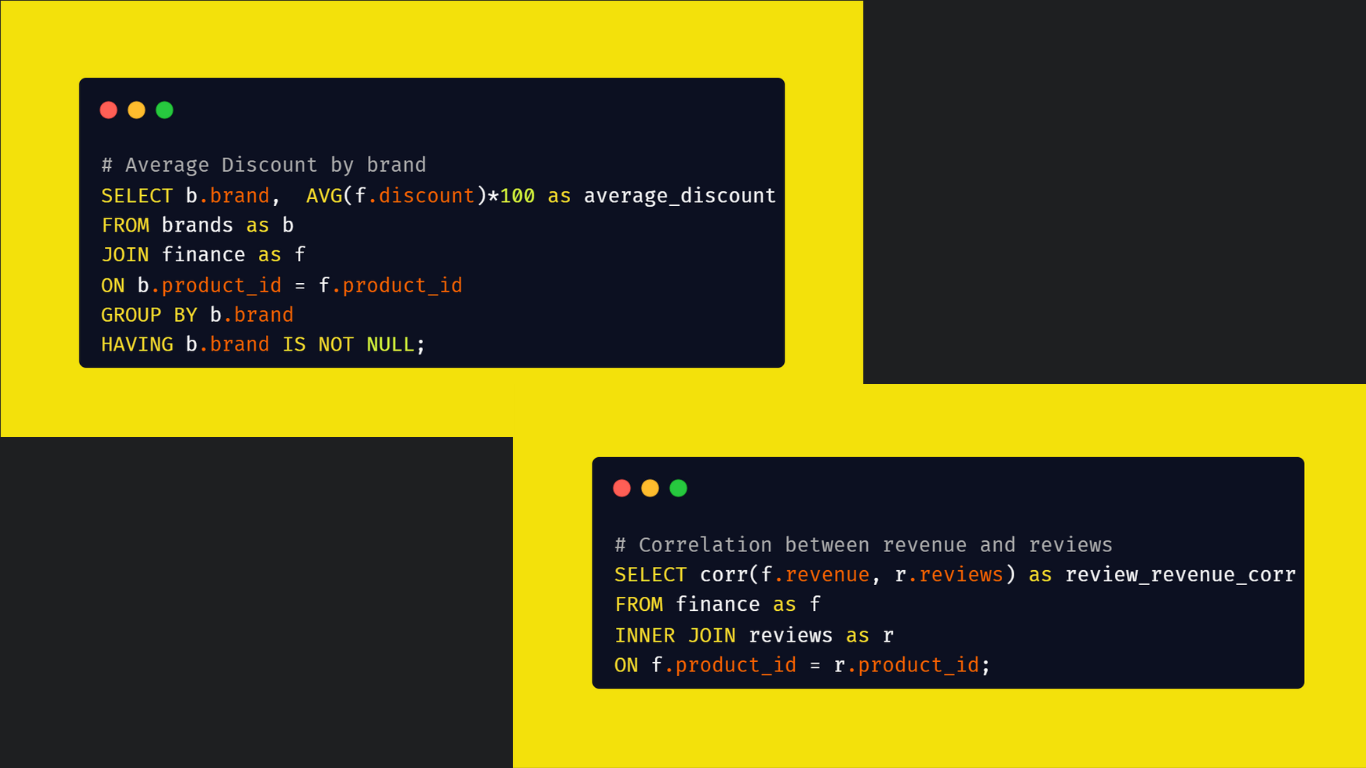 # Average Discount by brand
SELECT b.brand,  AVG(f.discount)*100 as average_discount
FROM brands as b
JOIN finance as f
ON b.product_id = f.product_id
GROUP BY b.brand
HAVING b.brand IS NOT NULL;
# Correlation between revenue and reviews
SELECT corr(f.revenue, r.reviews) as review_revenue_corr
FROM finance as f
INNER JOIN reviews as r
ON f.product_id = r.product_id;